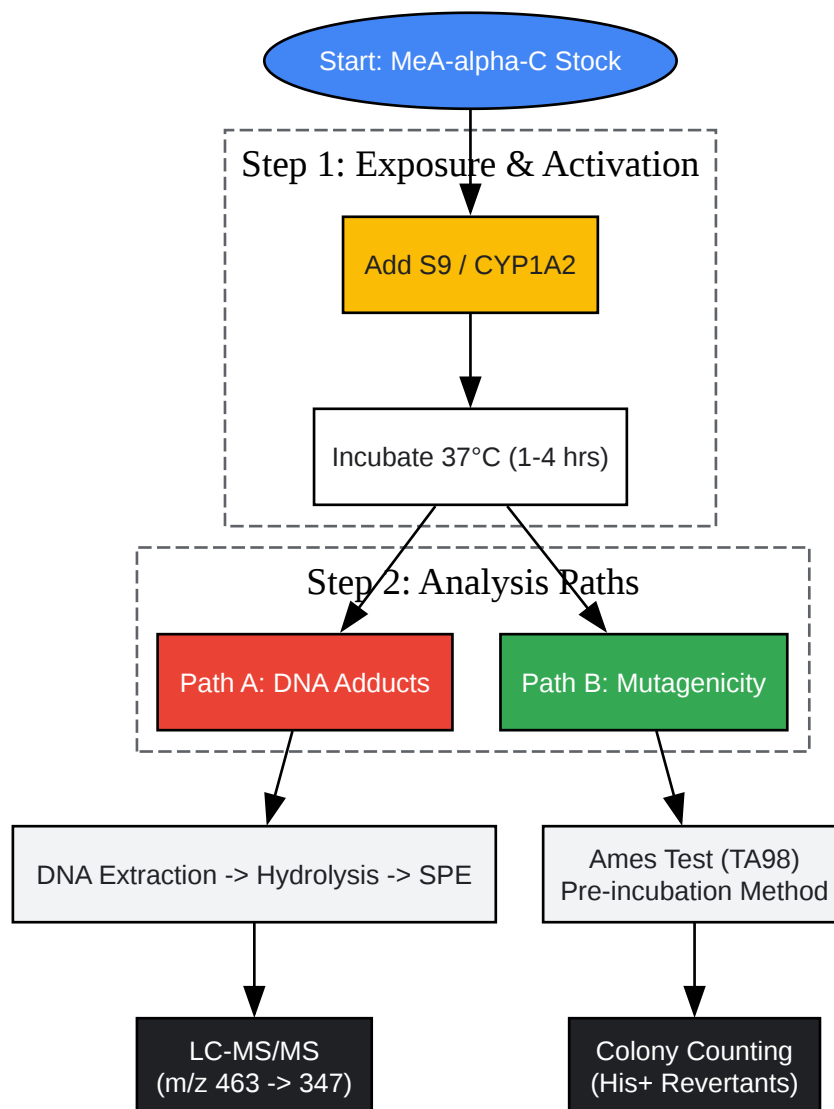 Start: MeA-alpha-C Stock
Step 1: Exposure & Activation
Add S9 / CYP1A2
Incubate 37°C (1-4 hrs)
Step 2: Analysis Paths
Path A: DNA Adducts
Path B: Mutagenicity
DNA Extraction -> Hydrolysis -> SPE
Ames Test (TA98)
Pre-incubation Method
LC-MS/MS
(m/z 463 -> 347)
Colony Counting
(His+ Revertants)